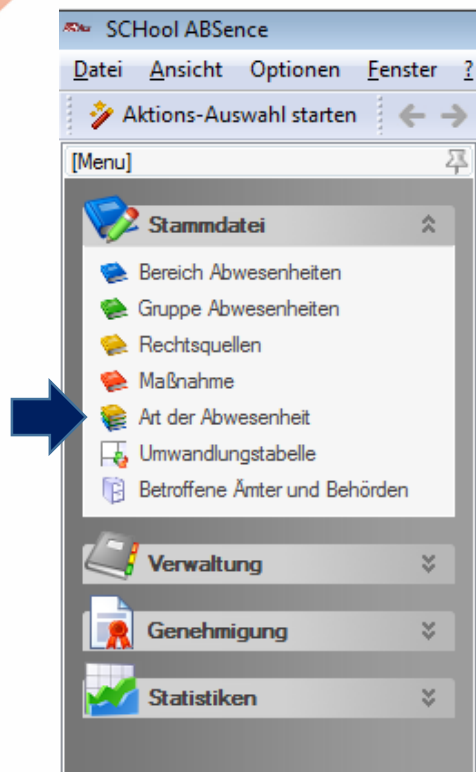 SCHool ABSence
Datei Ansicht Optionen Fenster ?
Aktions-Auswahl starten
[Menu]
Stammdatei
Bereich Abwesenheiten
Gruppe Abwesenheiten
Rechtsquellen
Maßnahme
Art der Abwesenheit
Umwandlungstabelle
Betroffene Ämter und Behörden
Verwaltung
Genehmigung
Statistiken